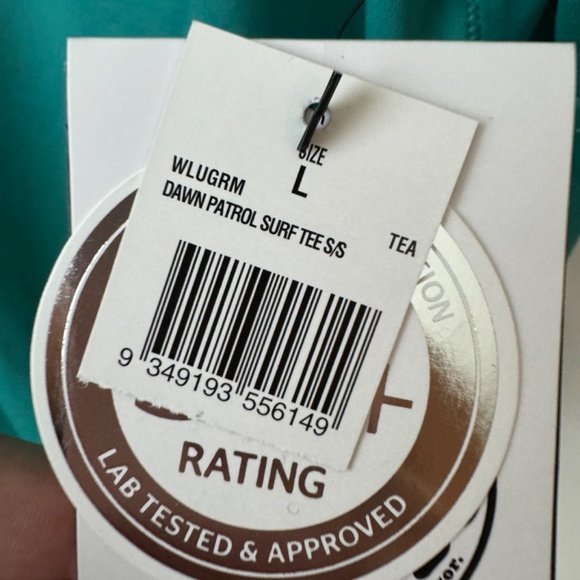 SIZE
L
WLUGRM
DAWN PATROL SURF TEE S/S
TEA
9 349193 556149
RATING
LAB TESTED & APPROVED